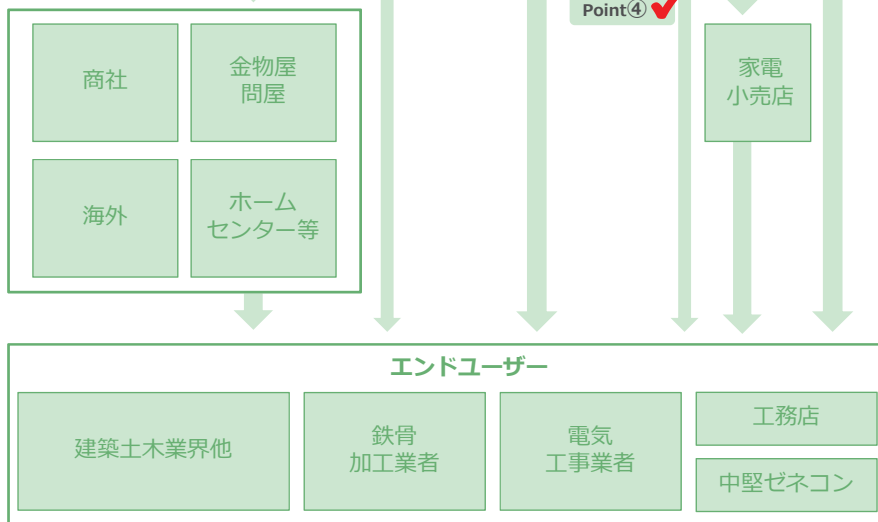 Point④
商社
金物屋
問屋
家電
小売店
海外
ホーム
センター等
エンドユーザー
建築土木業界他
鉄骨
加工業者
電気
工事業者
工務店
中堅ゼネコン